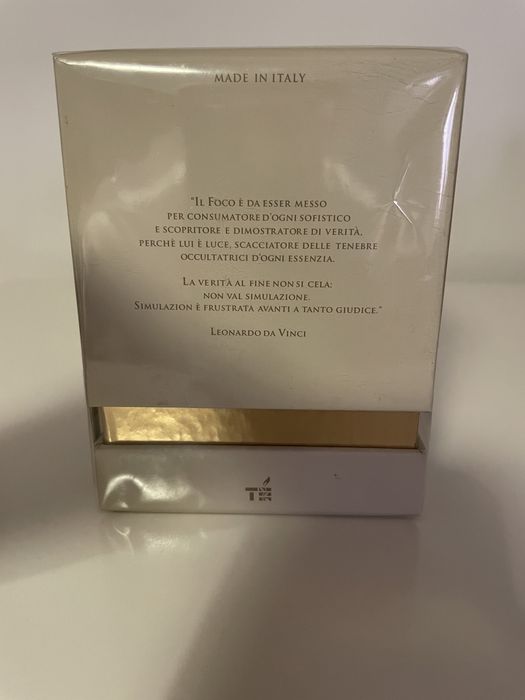 MADE IN ITALY
"IL FOCO È DA ESSER MESSO
PER CONSUMATORE D'OGNI SOFISTICO
E SCOPRITORE E DIMOSTRATORE DI VERITÀ,
PERCHÈ LUI È LUCE, SCACCIATORE DELLE TENEBRE
OCCULTATRICI D'OGNI ESSENZIA.
LA VERITÀ AL FINE NON SI CELA;
NON VAL SIMULAZIONE.
SIMULAZION È FRUSTRATA AVANTI A TANTO GIUDICE."
LEONARDO DA VINCI